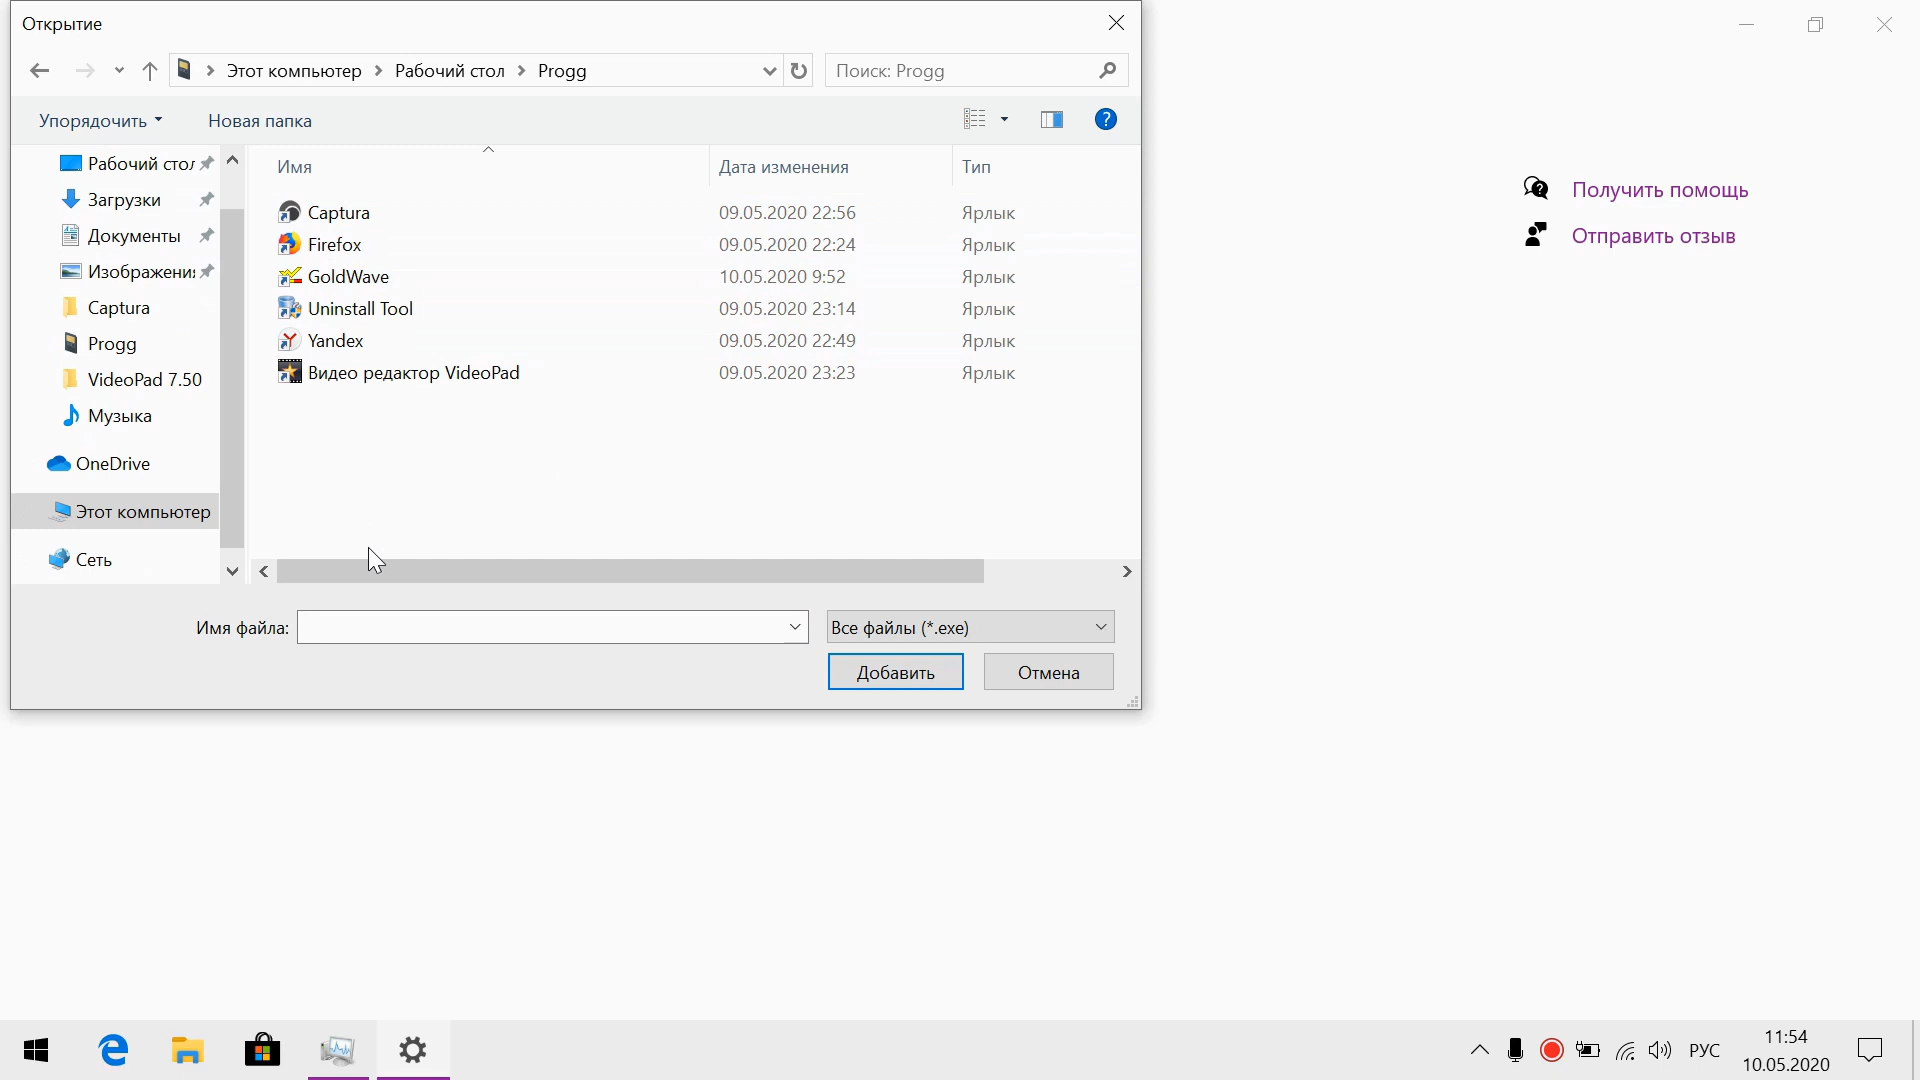 Открытие
Этот компьютер
Рабочий стол
Progg
Поиск: Progg
Упорядочить
Новая папка
Рабочий стол
Загрузки
Документы
Изображения
Captura
Progg
VideoPad 7.50
Музыка
OneDrive
Этот компьютер
Сеть
Имя Дата изменения Тип
Captura 09.05.2020 22:56 Ярлык
Firefox 09.05.2020 22:24 Ярлык
GoldWave 10.05.2020 9:52 Ярлык
Uninstall Tool 09.05.2020 23:14 Ярлык
Yandex 09.05.2020 22:49 Ярлык
Видео редактор VideoPad 09.05.2020 23:23 Ярлык
Имя файла:
Все файлы (*.exe)
Добавить
Отмена
Получить помощь
Отправить отзыв
РУС
11:54
10.05.2020